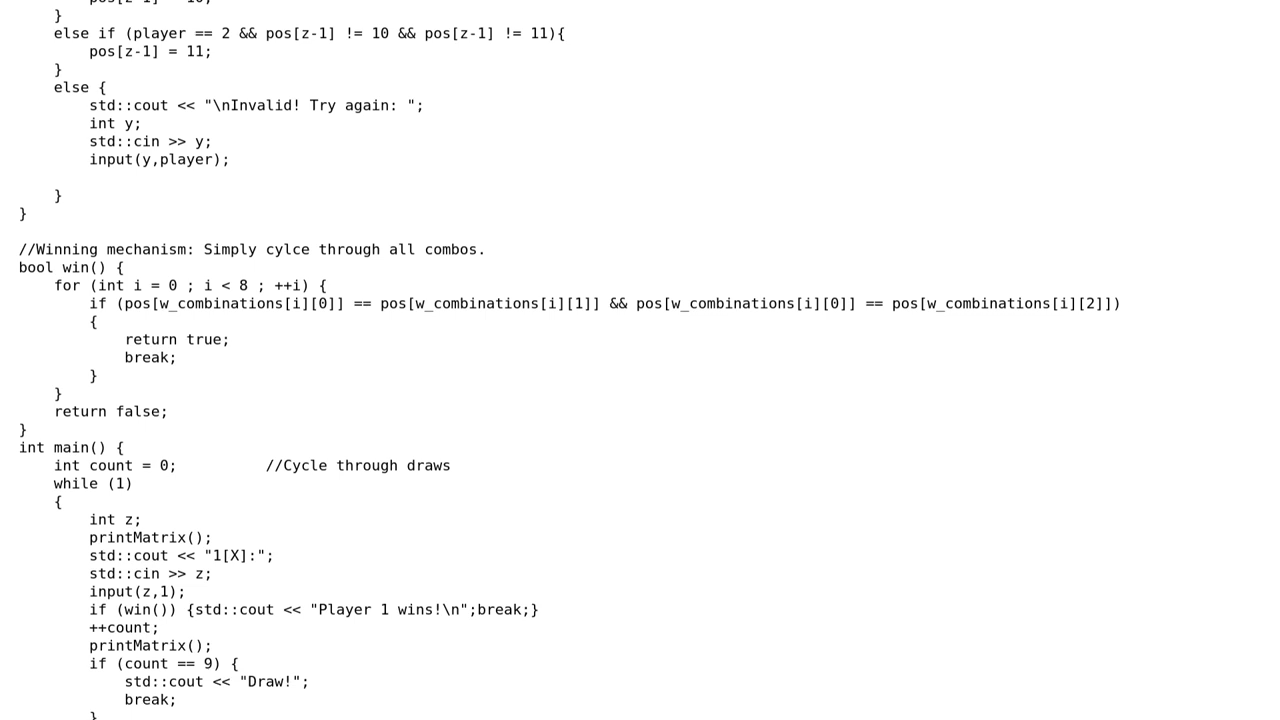 }
    else if (player == 2 && pos[z-1] != 10 && pos[z-1] != 11){
        pos[z-1] = 11;
    }
    else {
        std::cout << "\nInvalid! Try again: ";
        int y;
        std::cin >> y;
        input(y,player);

    }
}

//Winning mechanism: Simply cylce through all combos.
bool win() {
    for (int i = 0 ; i < 8 ; ++i) {
        if (pos[w_combinations[i][0]] == pos[w_combinations[i][1]] && pos[w_combinations[i][0]] == pos[w_combinations[i][2]])
        {
            return true;
            break;
        }
    }
    return false;
}
int main() {
    int count = 0;          //Cycle through draws
    while (1)
    {
        int z;
        printMatrix();
        std::cout << "1[X]:";
        std::cin >> z;
        input(z,1);
        if (win()) {std::cout << "Player 1 wins!\n";break;}
        ++count;
        printMatrix();
        if (count == 9) {
            std::cout << "Draw!";
            break;
        }